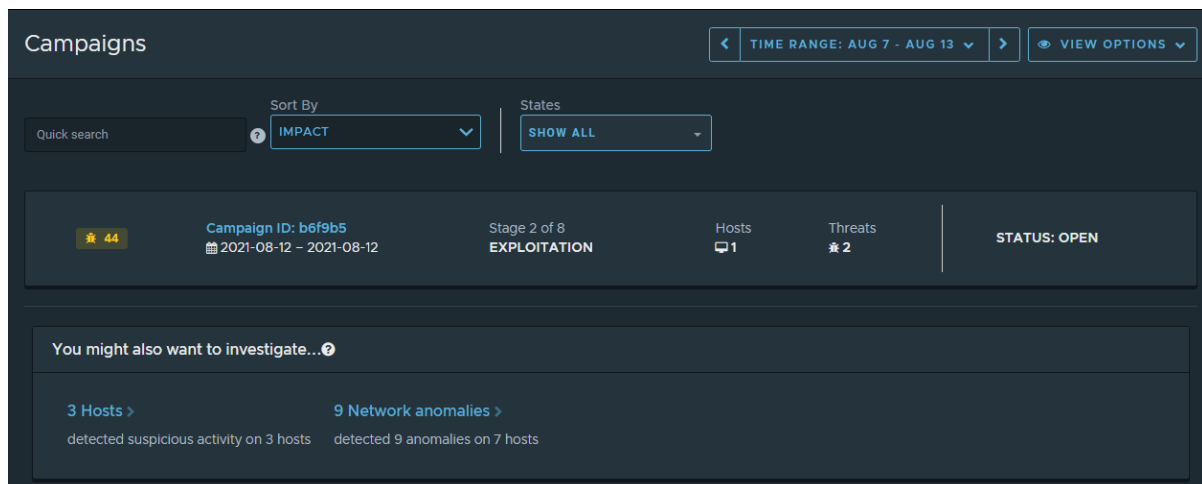 Campaigns
TIME RANGE: AUG 7 - AUG 13
VIEW OPTIONS
Sort By
States
Quick search
?
IMPACT
SHOW ALL
44
Campaign ID: b6f9b5
2021-08-12 – 2021-08-12
Stage 2 of 8
EXPLOITATION
Hosts
1
Threats
2
STATUS: OPEN
You might also want to investigate...?
3 Hosts >
detected suspicious activity on 3 hosts
9 Network anomalies >
detected 9 anomalies on 7 hosts